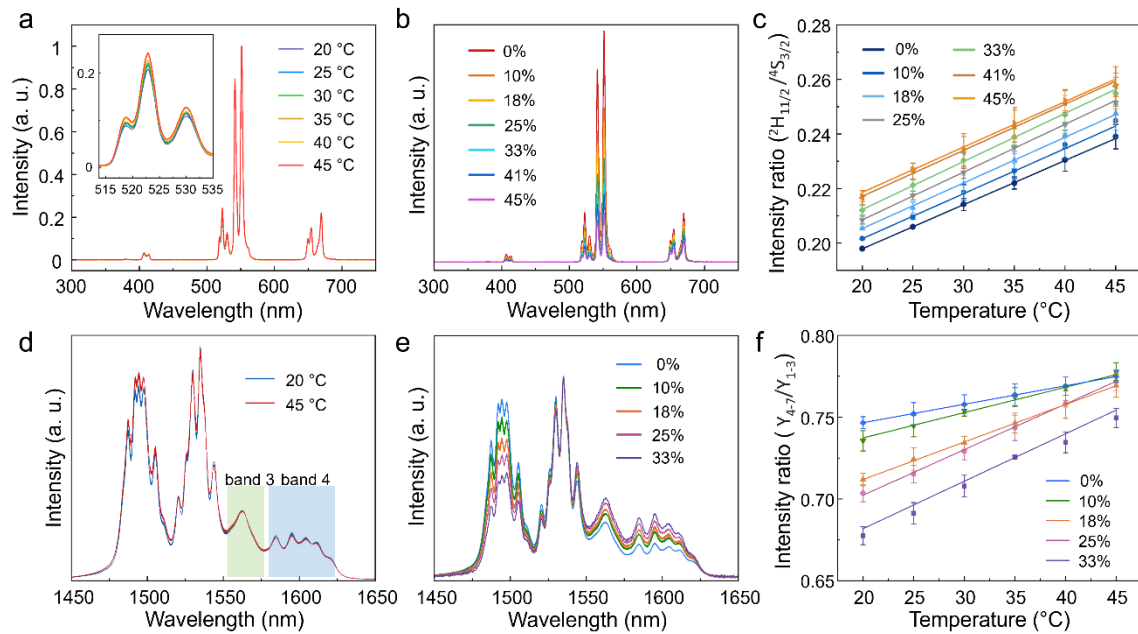 a
Intensity (a. u.)
1
0.8
0.6
0.4
0.2
0
300 400 500 600 700
Wavelength (nm)
0.2
0
514 520 530 535
20 °C
25 °C
30 °C
35 °C
40 °C
45 °C
b
Intensity (a. u.)
0%
10%
18%
25%
33%
41%
45%
300 400 500 600 700
Wavelength (nm)
c
Intensity ratio (²H₁₁/₂ /⁴S₃/₂)
0.26
0.24
0.22
0.20
0%
10%
18%
25%
33%
41%
45%
20 25 30 35 40 45
Temperature (°C)
d
Intensity (a. u.)
20 °C
45 °C
band 3 band 4
1450 1500 1550 1600 1650
Wavelength (nm)
e
Intensity (a. u.)
0%
10%
18%
25%
33%
1450 1500 1550 1600 1650
Wavelength (nm)
f
Intensity ratio ( Y₄₋₇/Y₁₋₃)
0.80
0.75
0.70
0.65
0%
10%
18%
25%
33%
20 25 30 35 40 45
Temperature (°C)